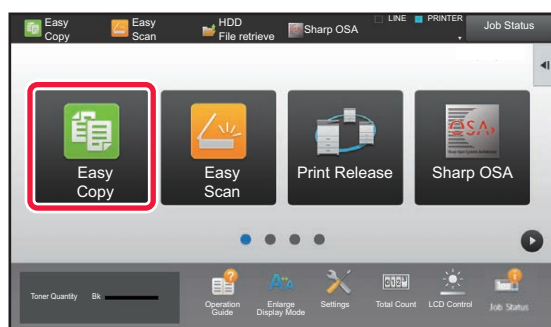 Easy
Copy
Easy
Scan
HDD
File retrieve
Sharp OSA
LINE
PRINTER
Job Status
Easy
Copy
Easy
Scan
Print Release
Sharp OSA
Toner Quantity Bk
Operation
Guide
Enlarge
Display Mode
Settings
Total Count
LCD Control
Job Status